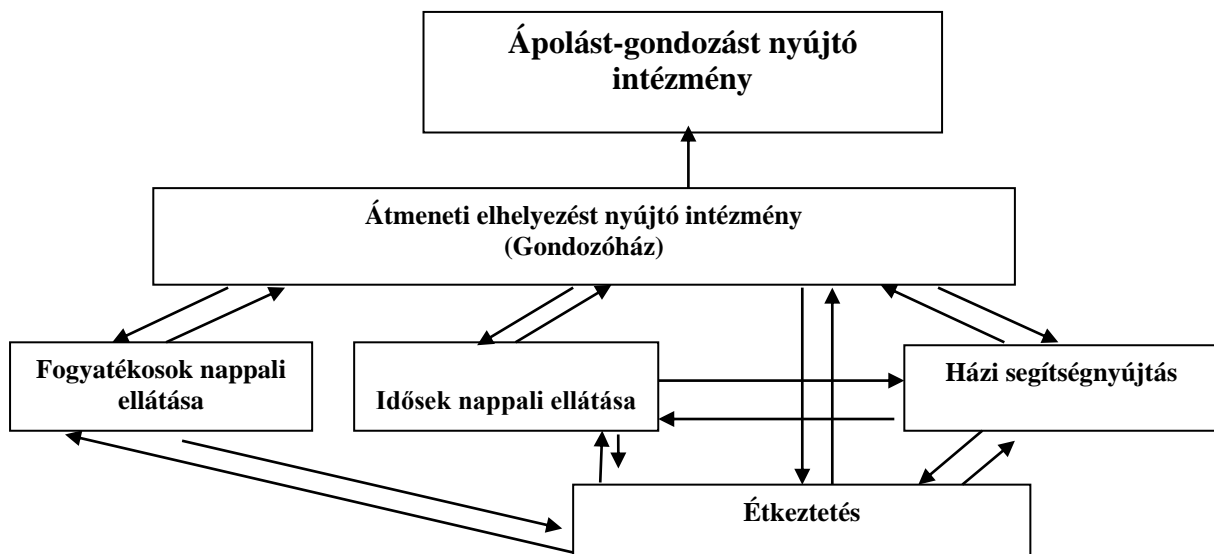 Ápolást-gondozást nyújtó
intézmény
Átmeneti elhelyezést nyújtó intézmény
(Gondozóház)
Fogyatékosok nappali
ellátása
Idősek nappali ellátása
Házi segítségnyújtás
Étkeztetés